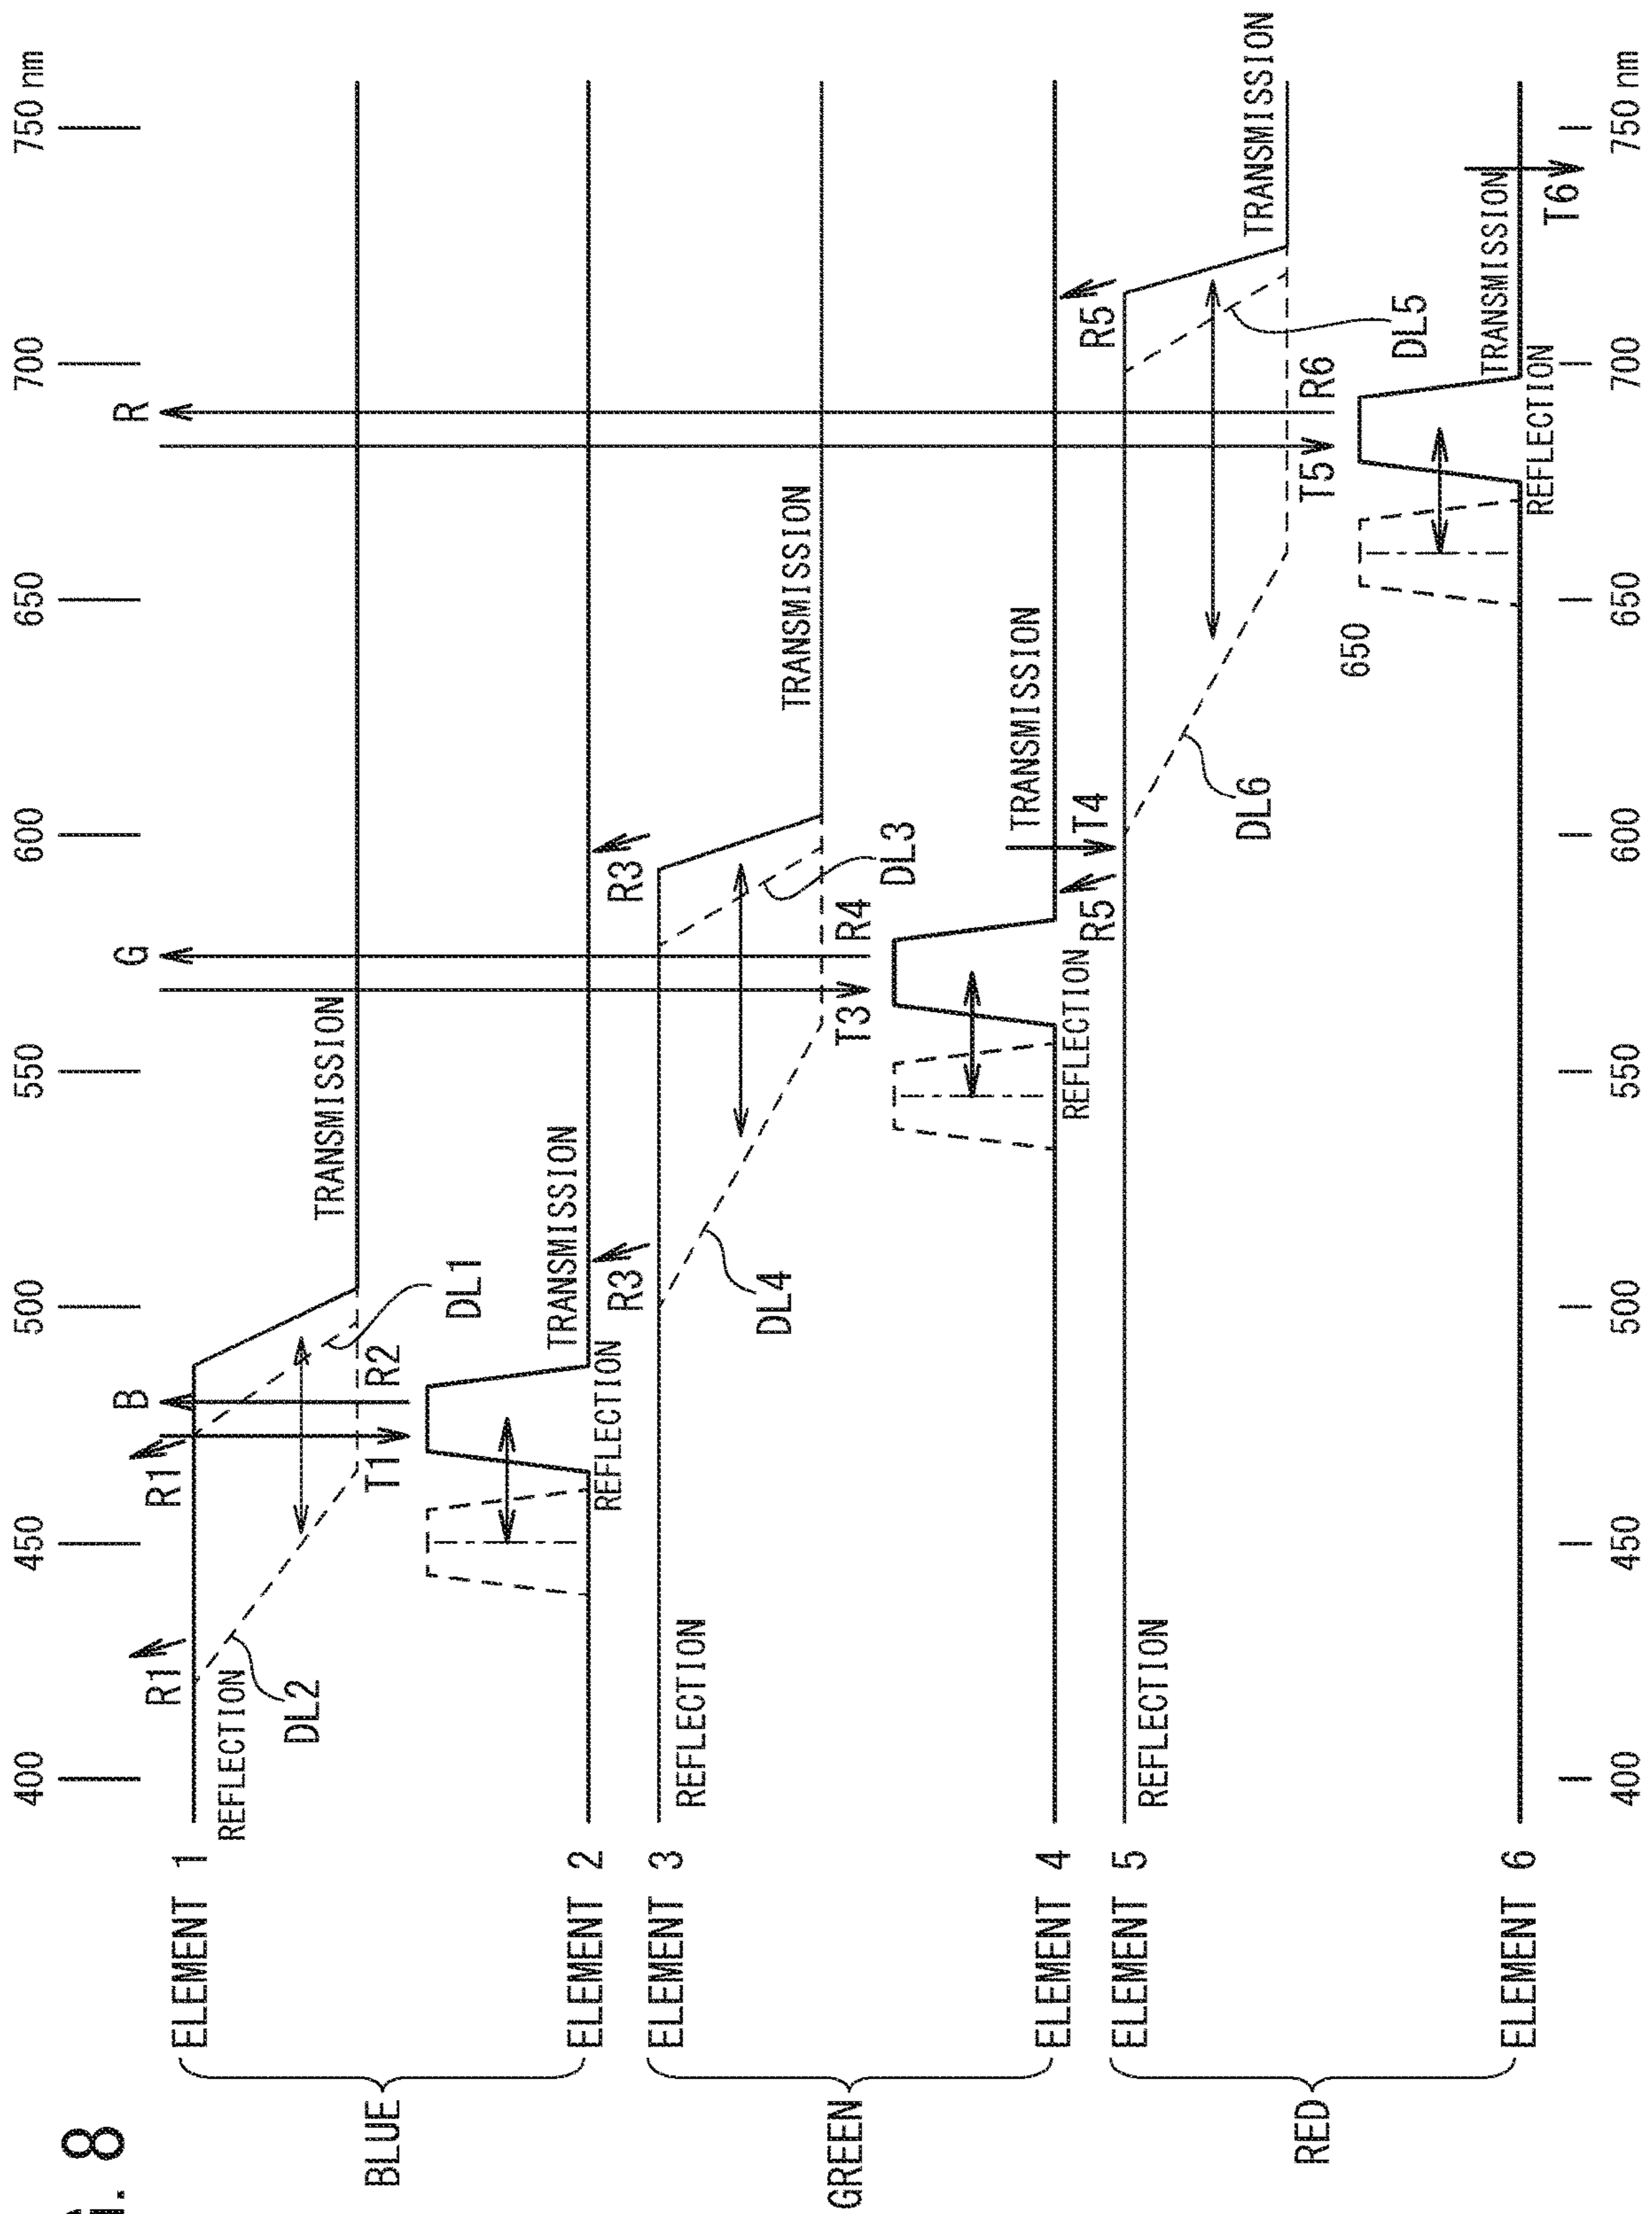 G. 8
400 450 500 550 600 650 700 750 nm
B G R
R1 R1
ELEMENT 1
REFLECTION
TRANSMISSION
DL2
DL1
T1 R2
BLUE
TRANSMISSION
ELEMENT 2
REFLECTION
R3 R3
ELEMENT 3
REFLECTION
TRANSMISSION
DL4
DL3
T3 R4
GREEN
TRANSMISSION
ELEMENT 4
REFLECTION
R5 T4 R5
ELEMENT 5
REFLECTION
TRANSMISSION
DL6
DL5
T5 R6
RED
650
TRANSMISSION
ELEMENT 6
REFLECTION
T6
400 450 500 550 600 650 700 750 nm